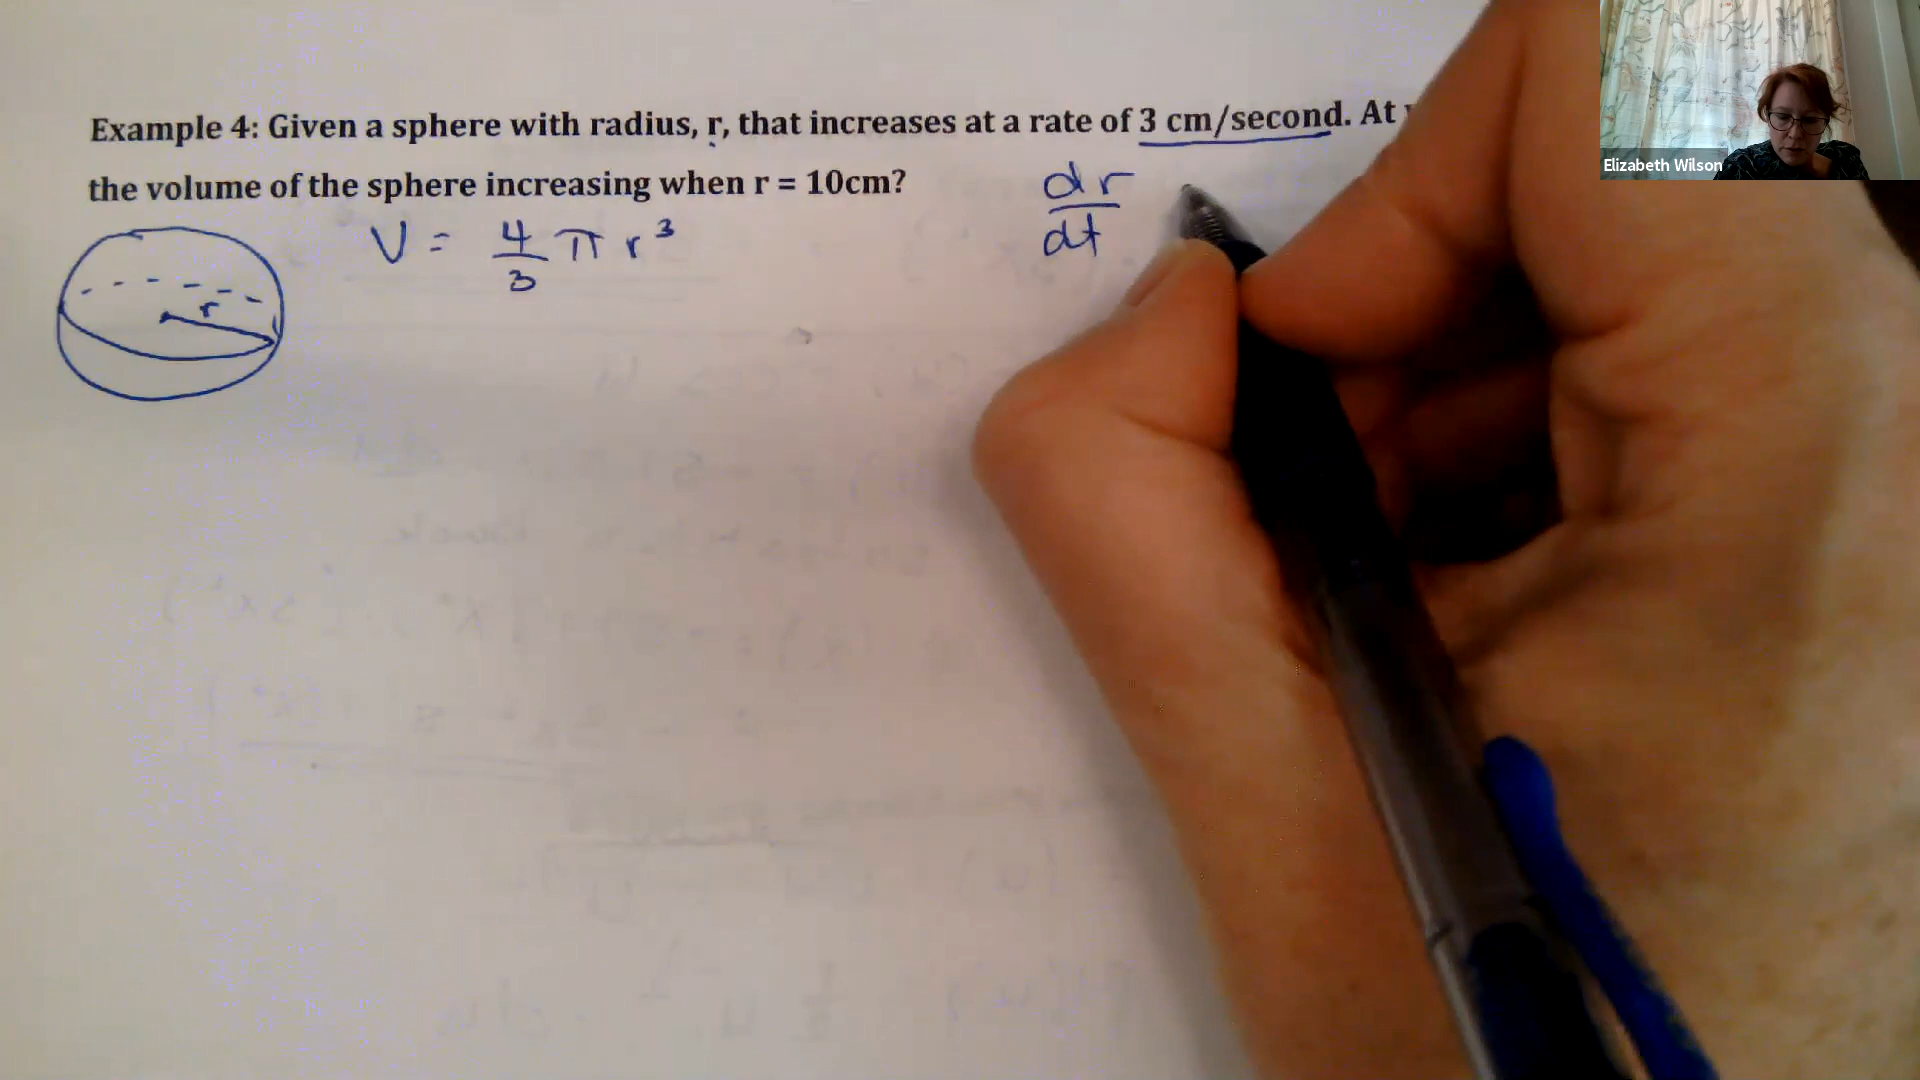 Example 4: Given a sphere with radius, r, that increases at a rate of 3 cm/second. At
the volume of the sphere increasing when r = 10cm?
V = 4/3 π r³
dr/dt
r
Elizabeth Wilson